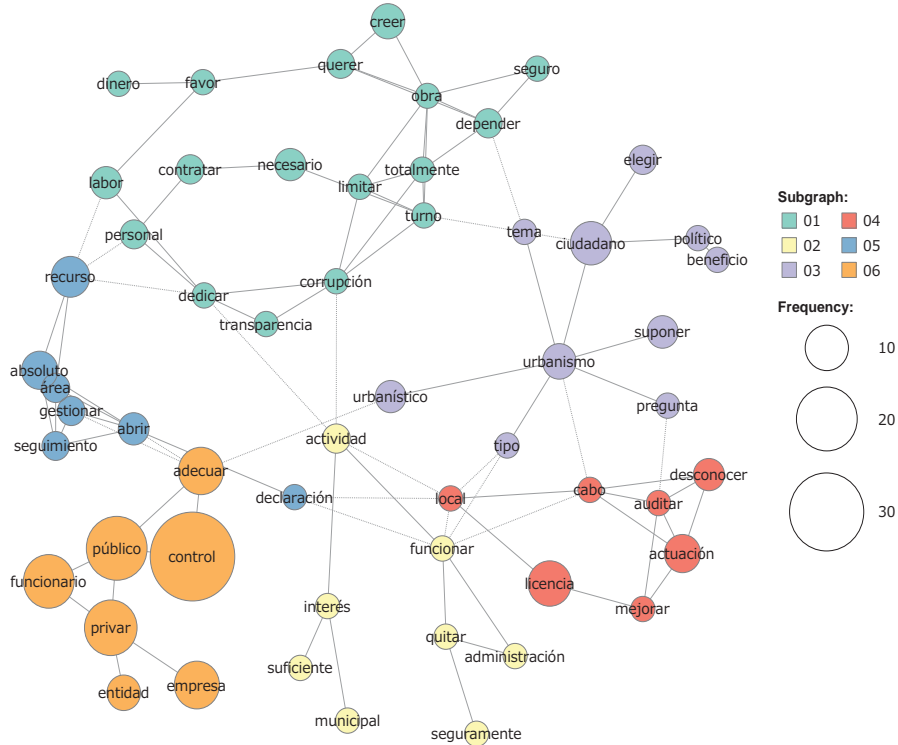 creer
querer
seguro
dinero
favor
obra
depender
necesario
contratar
totalmente
elegir
labor
limitar
turno
tema
ciudadano
político
personal
beneficio
recurso
corrupción
dedicar
transparencia
suponer
urbanismo
absoluto
área
urbanístico
pregunta
gestionar
abrir
actividad
seguimiento
tipo
adecuar
desconocer
declaración
local
cabo
auditar
público
control
funcionar
actuación
funcionario
licencia
interés
mejorar
privar
quitar
administración
suficiente
empresa
entidad
municipal
seguramente
Subgraph:
01 04
02 05
03 06
Frequency:
10
20
30